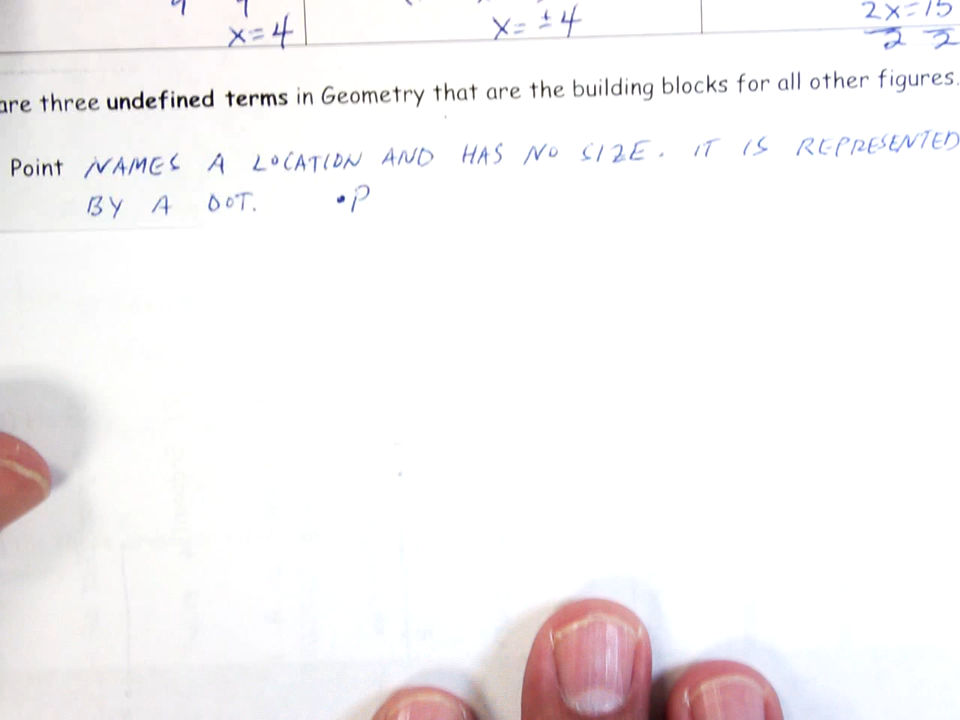 x=4
x= ±4
2x=15
2 2
are three undefined terms in Geometry that are the building blocks for all other figures.
Point NAMES A LOCATION AND HAS NO SIZE. IT IS REPRESENTED
BY A DOT. •P